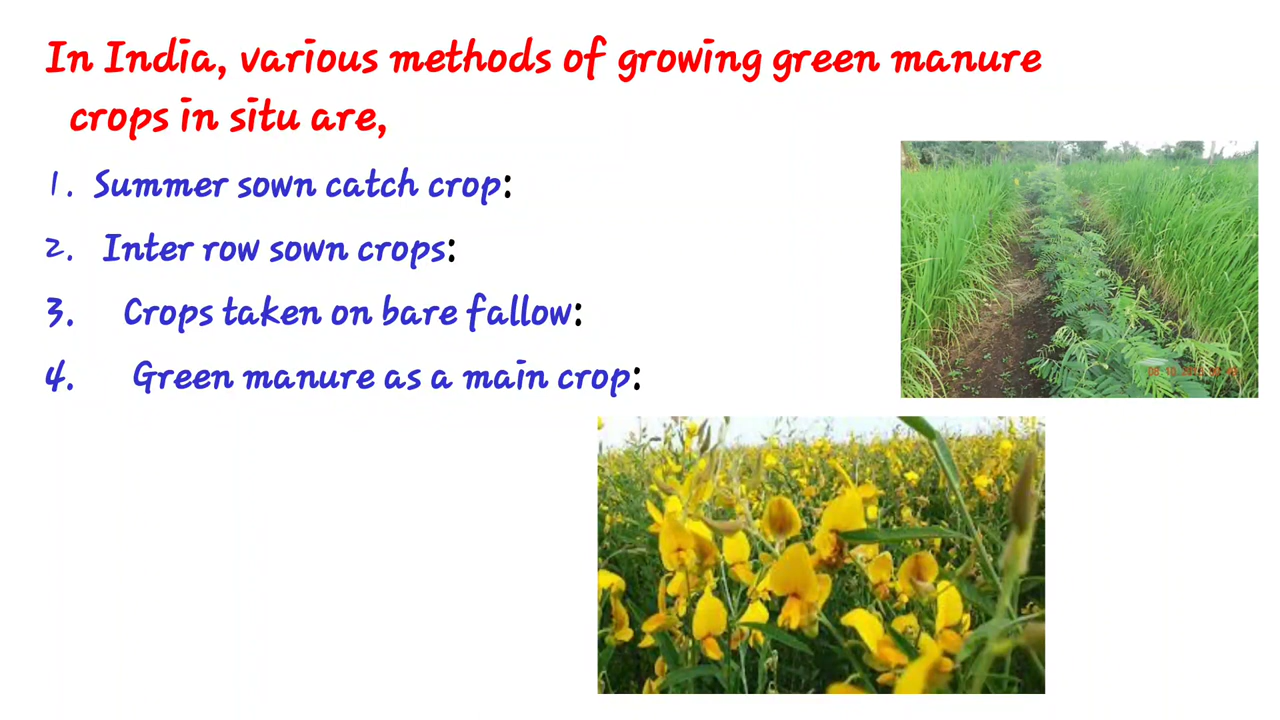 In India, various methods of growing green manure
crops in situ are,
1. Summer sown catch crop:
2. Inter row sown crops:
3. Crops taken on bare fallow:
4. Green manure as a main crop: